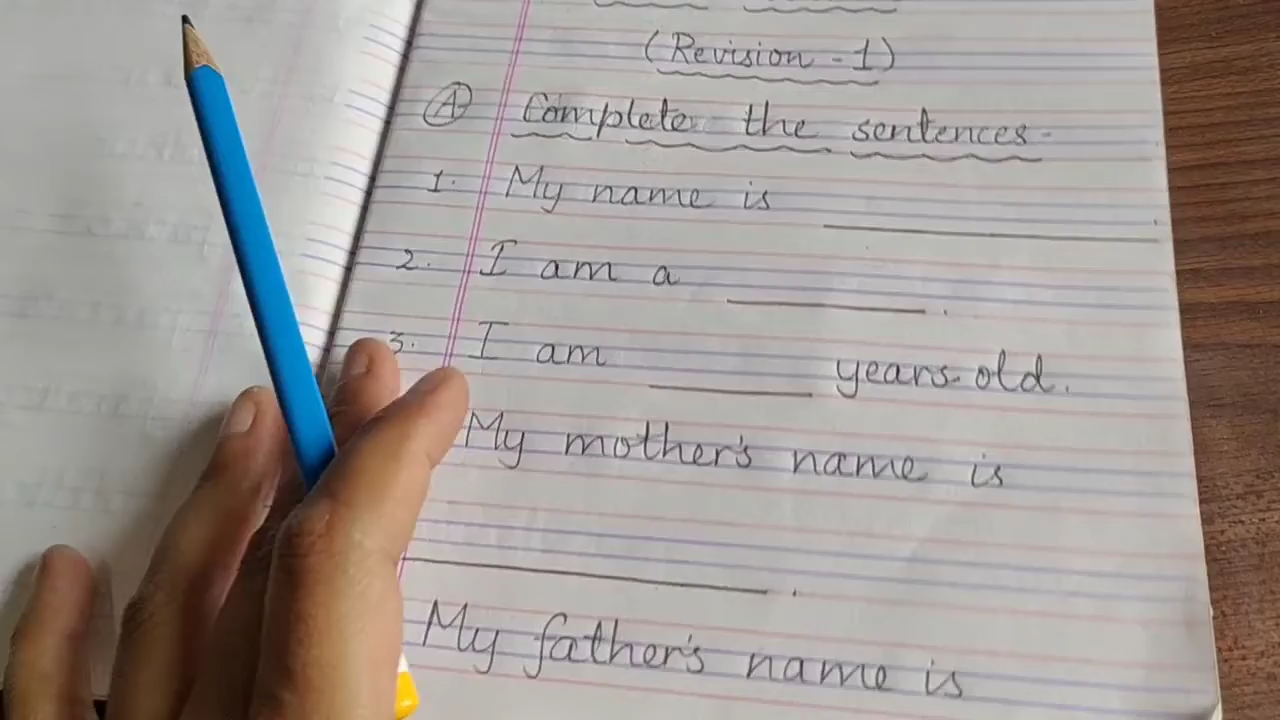 (Revision - 1)
A Complete the sentences-
1. My name is ________
2. I am a ________.
3. I am ________ years old.
My mother's name is
________.
My father's name is